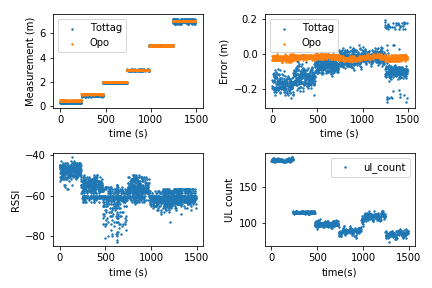 Measurement (m)
6
4
2
0
Tottag
Opo
0
500
1000
1500
time (s)
Error (m)
0.2
0.0
−0.2
Tottag
Opo
0
500
1000
1500
time (s)
RSSI
−40
−60
−80
0
500
1000
1500
time (s)
UL count
150
100
ul_count
0
500
1000
1500
time(s)